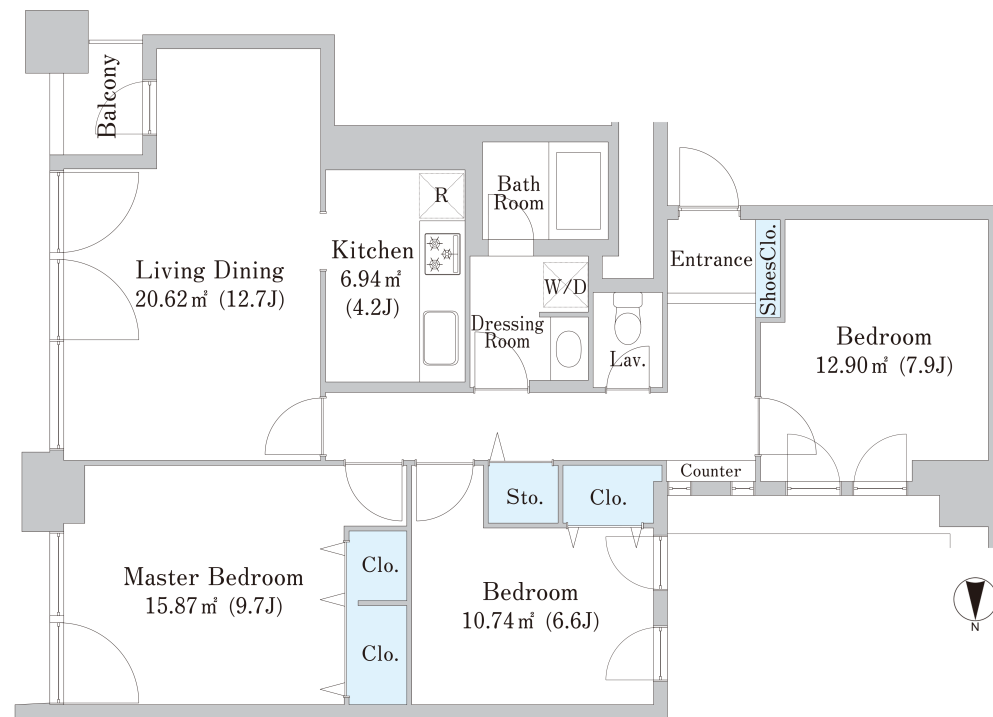 Balcony
Living Dining
20.62㎡ (12.7J)
Kitchen
6.94㎡
(4.2J)
R
Bath
Room
W/D
Dressing
Room
Lav.
Entrance
ShoesClo.
Bedroom
12.90㎡ (7.9J)
Counter
Sto.
Clo.
Master Bedroom
15.87㎡ (9.7J)
Clo.
Clo.
Bedroom
10.74㎡ (6.6J)
N